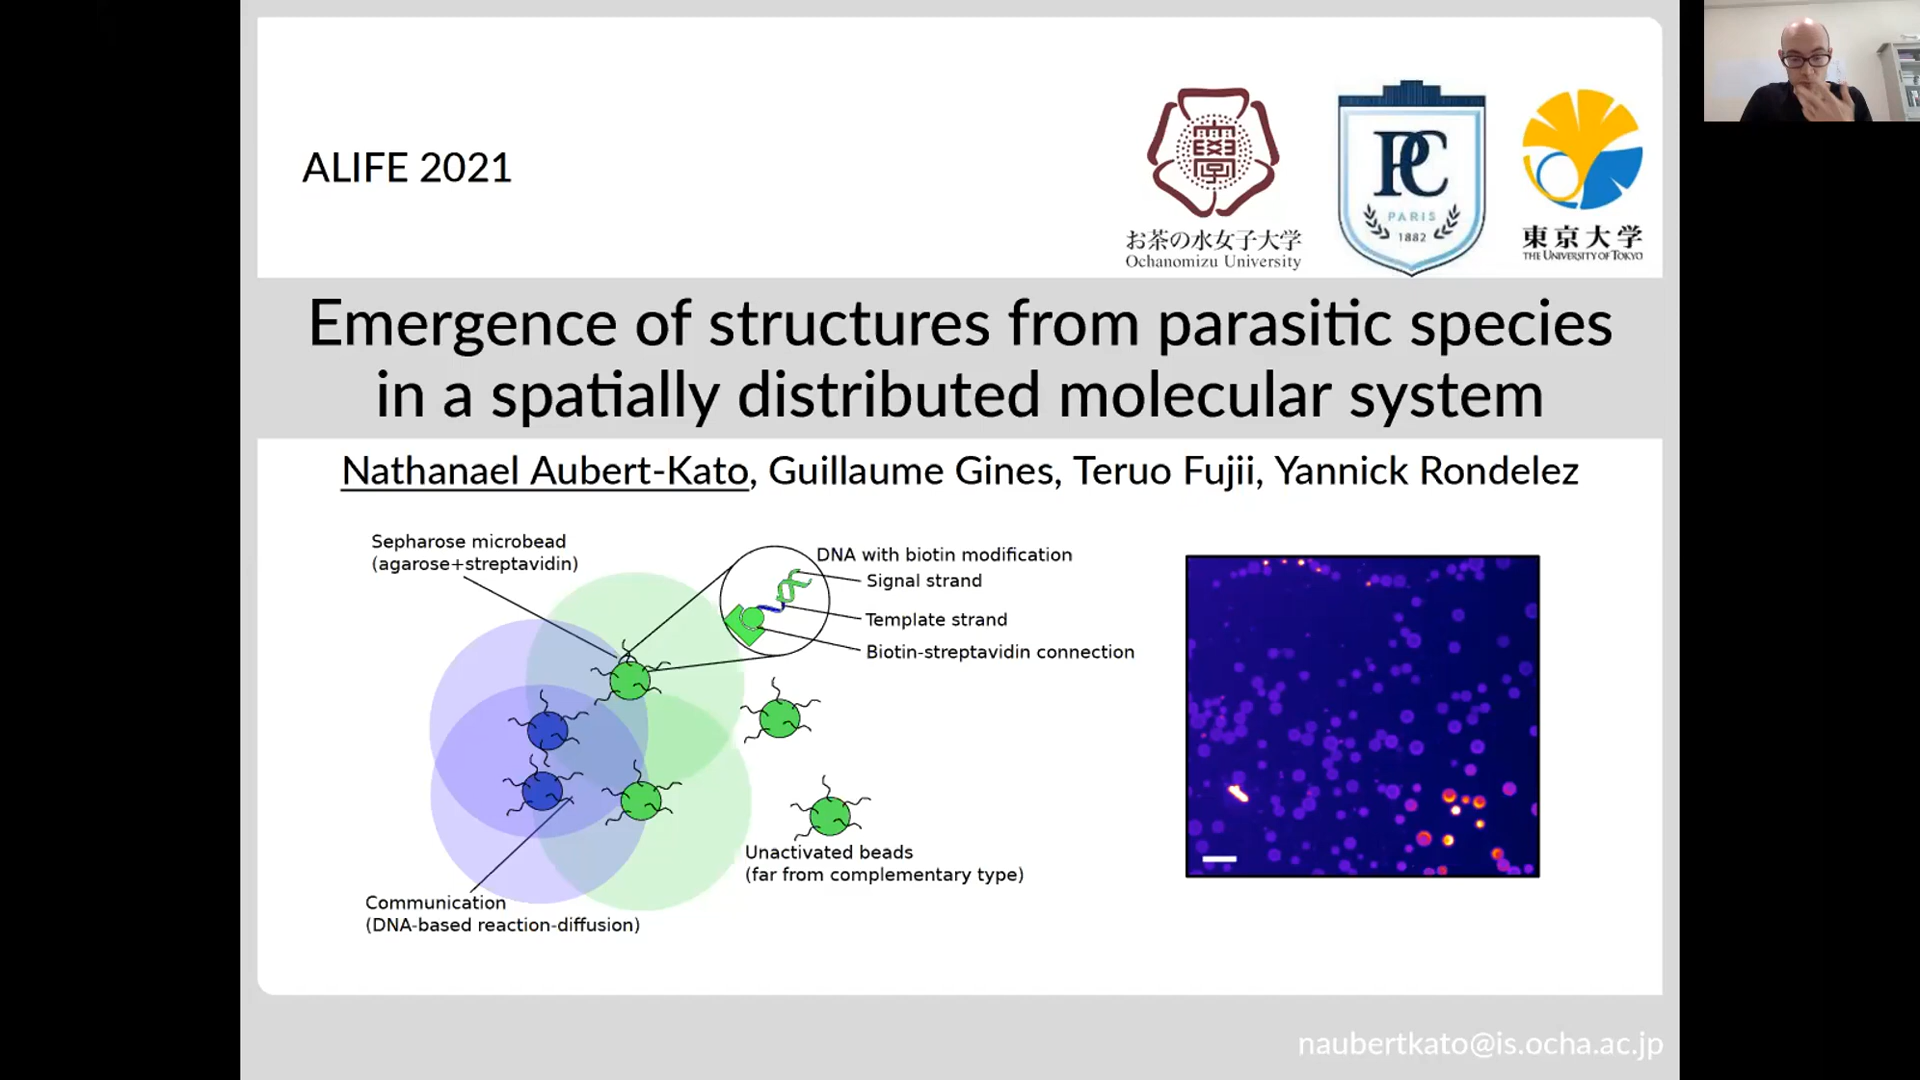 ALIFE 2021
お茶の水女子大学
Ochanomizu University
PC
PARIS
1882
東京大学
THE UNIVERSITY OF TOKYO
Emergence of structures from parasitic species
in a spatially distributed molecular system
Nathanael Aubert-Kato, Guillaume Gines, Teruo Fujii, Yannick Rondelez
Sepharose microbead
(agarose+streptavidin)
DNA with biotin modification
Signal strand
Template strand
Biotin-streptavidin connection
Unactivated beads
(far from complementary type)
Communication
(DNA-based reaction-diffusion)
naubertkato@is.ocha.ac.jp